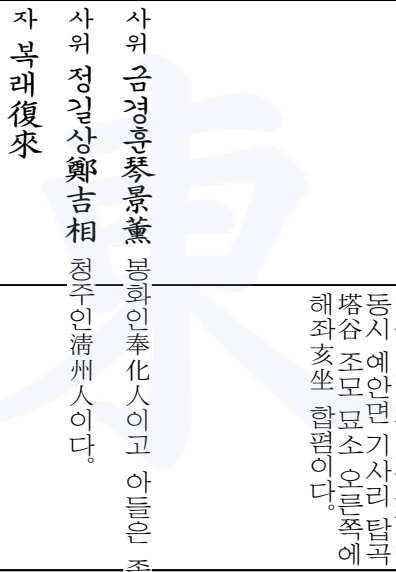 동시 예안면 기사리 탑곡
塔谷 조모 묘소 오른쪽에
해좌亥坐 합폄이다.
사위 금경훈琴景薰 봉화인奉化人이고 아들은
사위 정길상鄭吉相 청주인淸州人이다.
자 복래復來